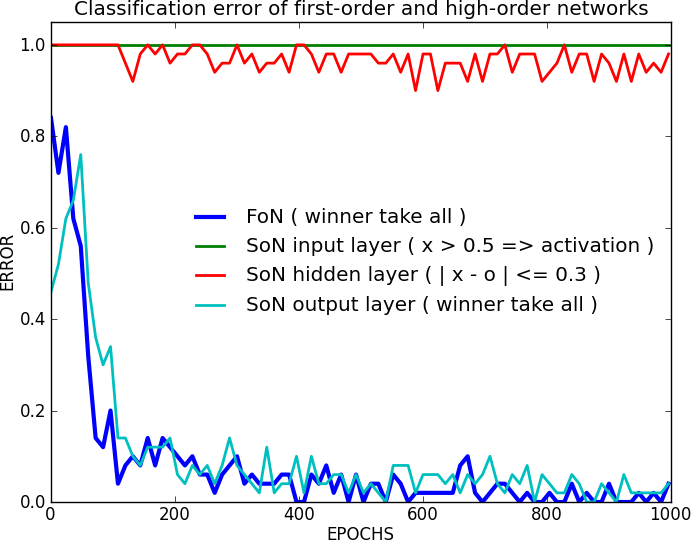 Classification error of first-order and high-order networks
1.0
0.8
0.6
0.4
0.2
0.0
ERROR
FoN ( winner take all )
SoN input layer ( x > 0.5 => activation )
SoN hidden layer ( | x - o | <= 0.3 )
SoN output layer ( winner take all )
0 200 400 600 800 1000
EPOCHS